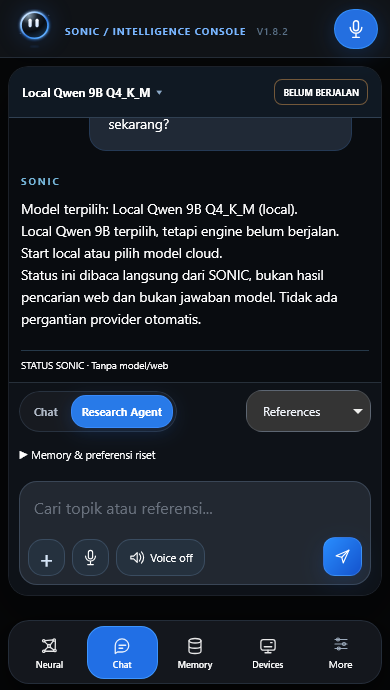 SONIC / INTELLIGENCE CONSOLE V1.8.2
Local Qwen 9B Q4_K_M
BELUM BERJALAN
sekarang?
SONIC
Model terpilih: Local Qwen 9B Q4_K_M (local).
Local Qwen 9B terpilih, tetapi engine belum berjalan.
Start local atau pilih model cloud.
Status ini dibaca langsung dari SONIC, bukan hasil
pencarian web dan bukan jawaban model. Tidak ada
pergantian provider otomatis.
STATUS SONIC · Tanpa model/web
Chat
Research Agent
References
Memory & preferensi riset
Cari topik atau referensi...
Voice off
Neural
Chat
Memory
Devices
More